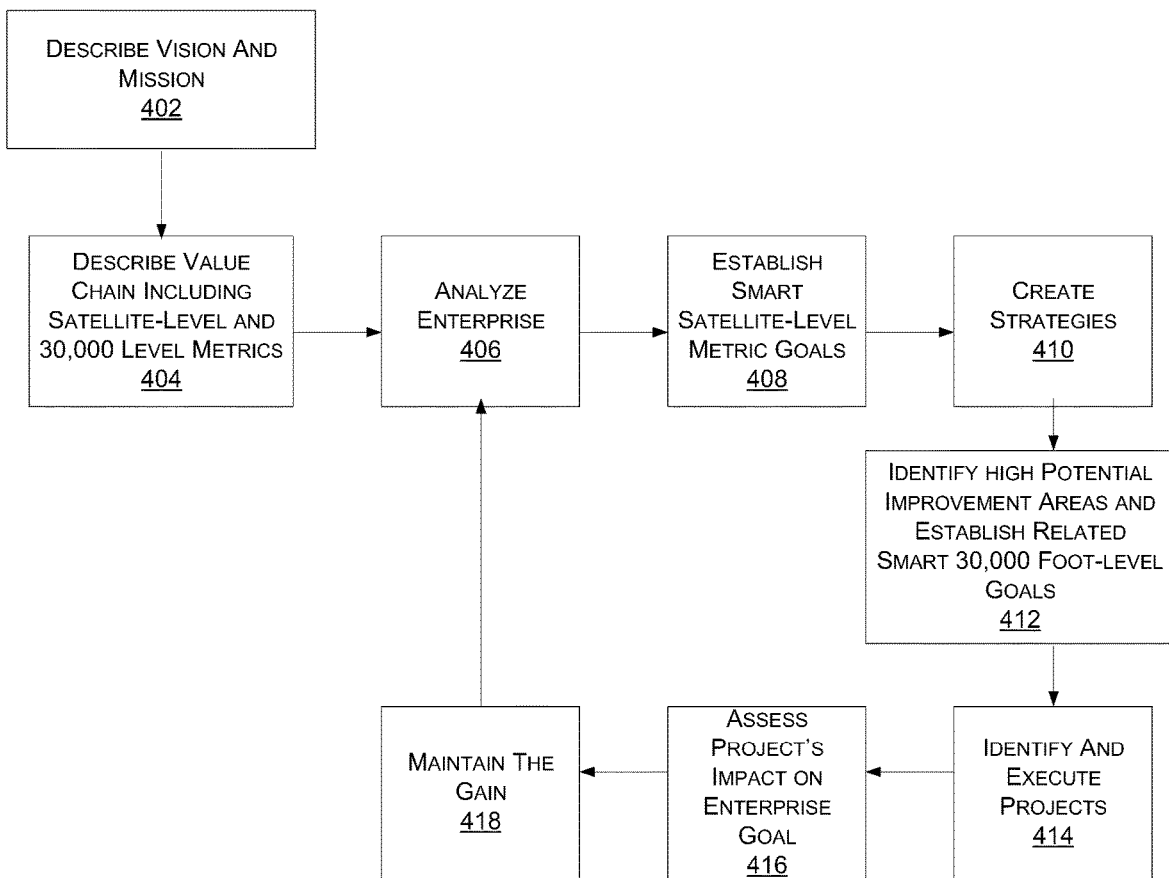 DESCRIBE VISION AND
MISSION
402
DESCRIBE VALUE
CHAIN INCLUDING
SATELLITE-LEVEL AND
30,000 LEVEL METRICS
404
ANALYZE
ENTERPRISE
406
ESTABLISH
SMART
SATELLITE-LEVEL
METRIC GOALS
408
CREATE
STRATEGIES
410
IDENTIFY HIGH POTENTIAL
IMPROVEMENT AREAS AND
ESTABLISH RELATED
SMART 30,000 FOOT-LEVEL
GOALS
412
IDENTIFY AND
EXECUTE
PROJECTS
414
ASSESS
PROJECT'S
IMPACT ON
ENTERPRISE
GOAL
416
MAINTAIN THE
GAIN
418